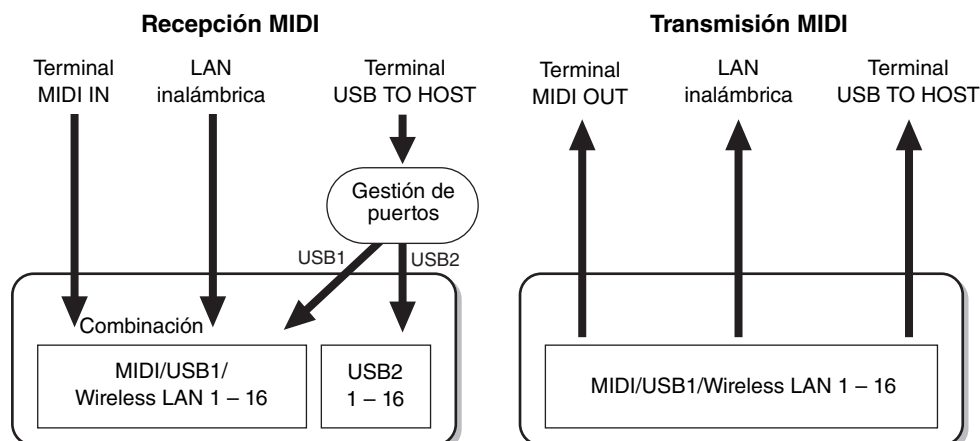 Recepción MIDI
Terminal
MIDI IN
LAN
inalámbrica
Terminal
USB TO HOST
Gestión de
puertos
USB1
USB2
Combinación
MIDI/USB1/
Wireless LAN 1 – 16
USB2
1 – 16
Transmisión MIDI
Terminal
MIDI OUT
LAN
inalámbrica
Terminal
USB TO HOST
MIDI/USB1/Wireless LAN 1 – 16